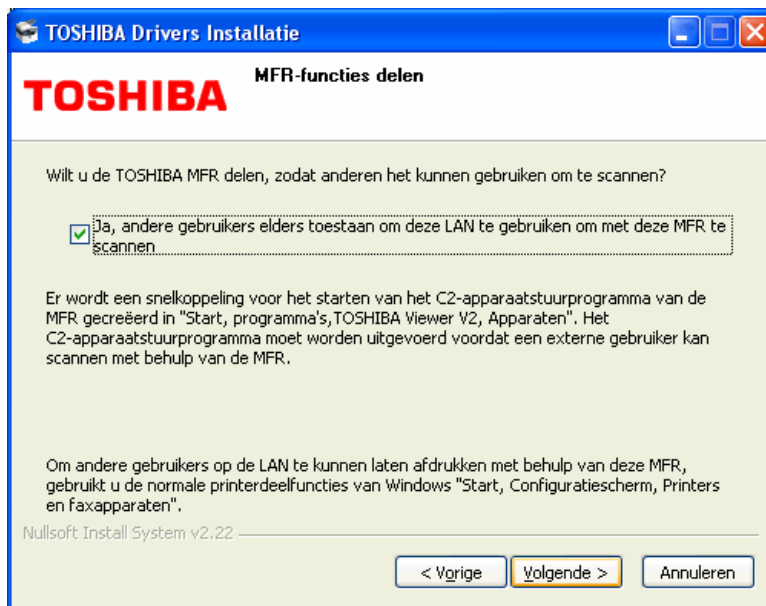 TOSHIBA Drivers Installatie
TOSHIBA
MFR-functies delen
Wilt u de TOSHIBA MFR delen, zodat anderen het kunnen gebruiken om te scannen?
Ja, andere gebruikers elders toestaan om deze LAN te gebruiken om met deze MFR te
scannen
Er wordt een snelkoppeling voor het starten van het C2-apparaatstuurprogramma van de
MFR gecreëerd in "Start, programma's,TOSHIBA Viewer V2, Apparaten". Het
C2-apparaatstuurprogramma moet worden uitgevoerd voordat een externe gebruiker kan
scannen met behulp van de MFR.
Om andere gebruikers op de LAN te kunnen laten afdrukken met behulp van deze MFR,
gebruikt u de normale printerdeelfuncties van Windows "Start, Configuratiescherm, Printers
en faxapparaten".
Nullsoft Install System v2.22
< Vorige
Volgende >
Annuleren